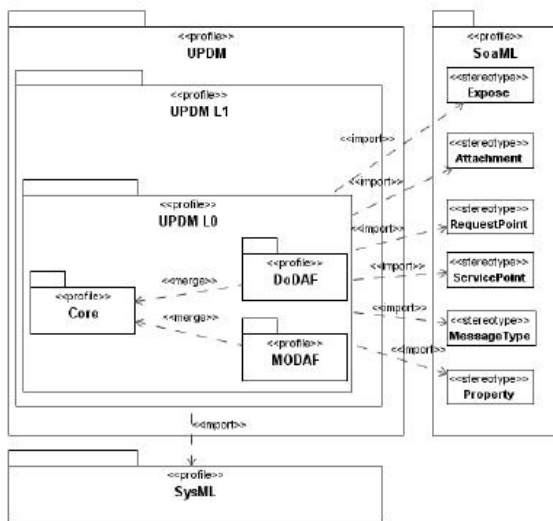 <<profile>>
UPDM
<<profile>>
UPDM L1
<<profile>>
UPDM L0
<<profile>>
Core
<<merge>>
<<merge>>
<<profile>>
DoDAF
<<profile>>
MODAF
<<import>>
<<import>>
<<import>>
<<import>>
<<import>>
<<import>>
<<profile>>
SoaML
<<stereotype>>
Expose
<<stereotype>>
Attachment
<<stereotype>>
RequestPoint
<<stereotype>>
ServicePoint
<<stereotype>>
MessageType
<<stereotype>>
Property
<<import>>
<<profile>>
SysML